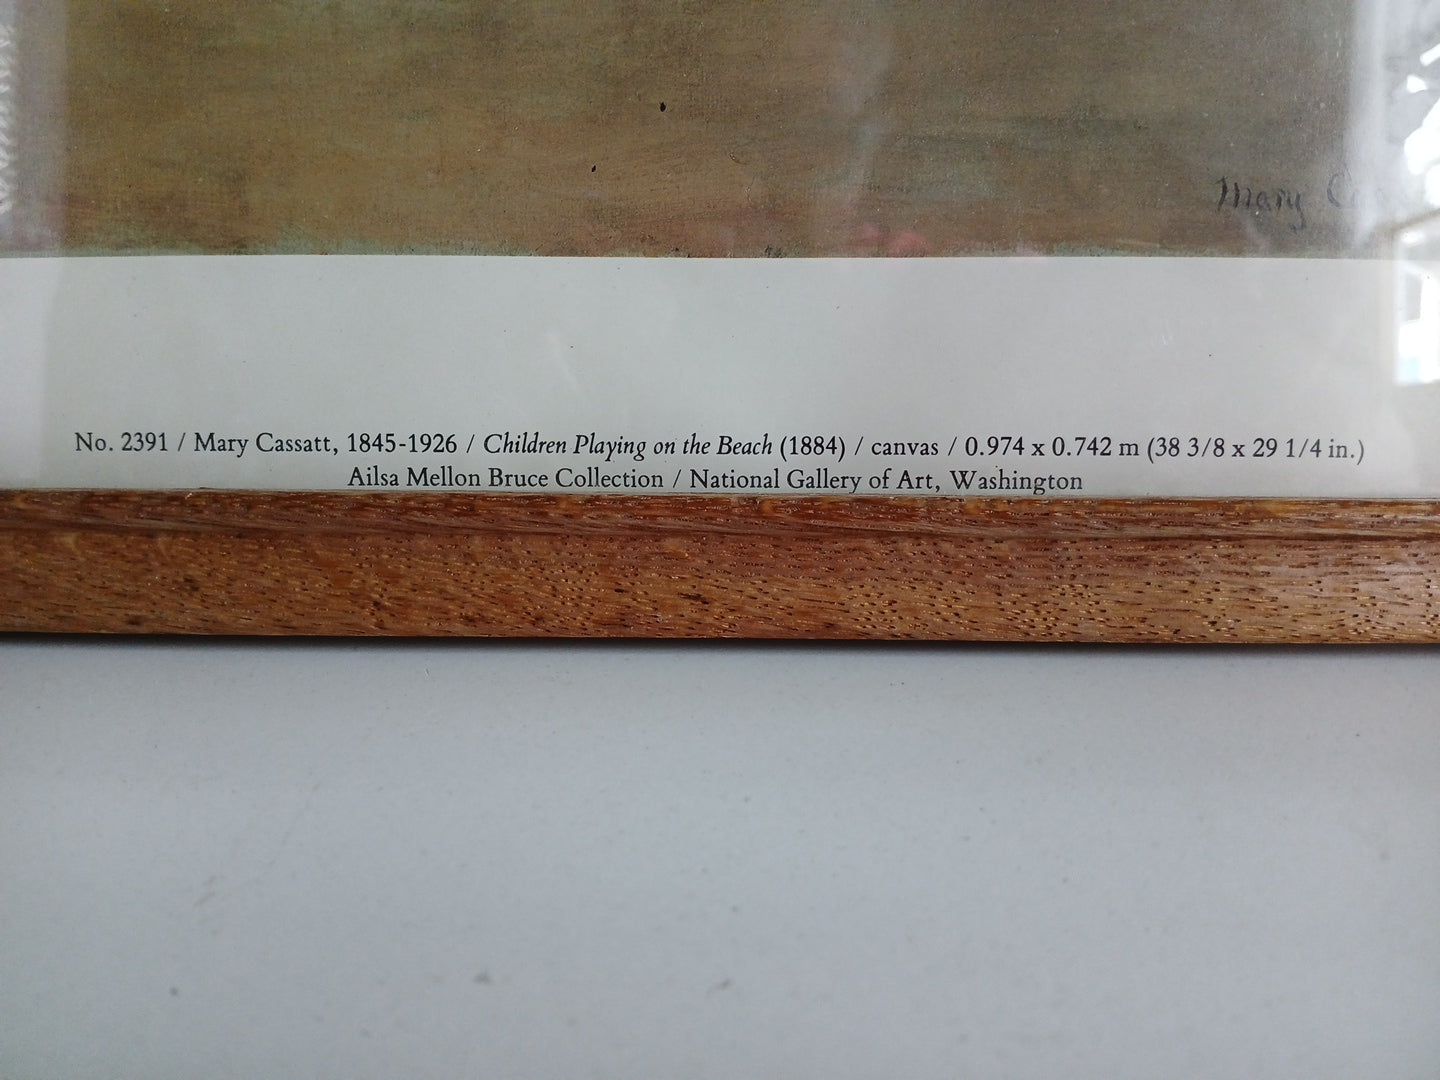 Mary
No. 2391 / Mary Cassatt, 1845-1926 / Children Playing on the Beach (1884) / canvas / 0.974 x 0.742 m (38 3/8 x 29 1/4 in.)
Ailsa Mellon Bruce Collection / National Gallery of Art, Washington